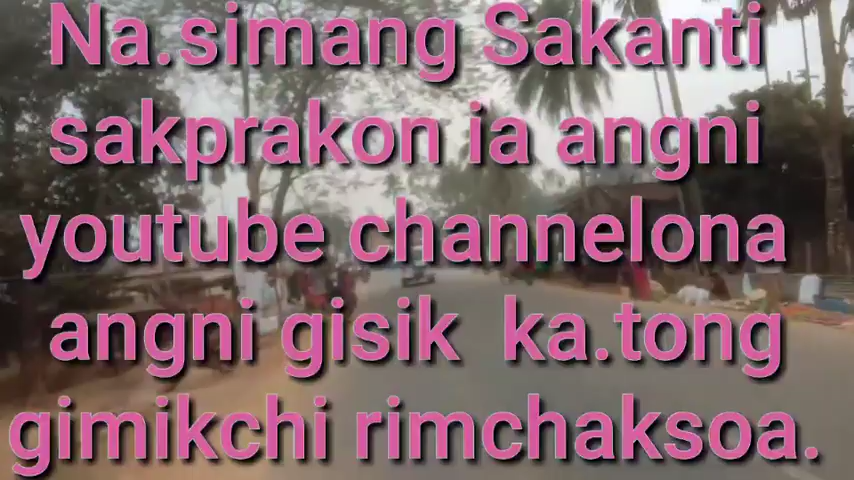 Na.simang Sakanti
sakprakon ia angni
youtube channelona
angni gisik ka.tong
gimikchi rimchaksoa.